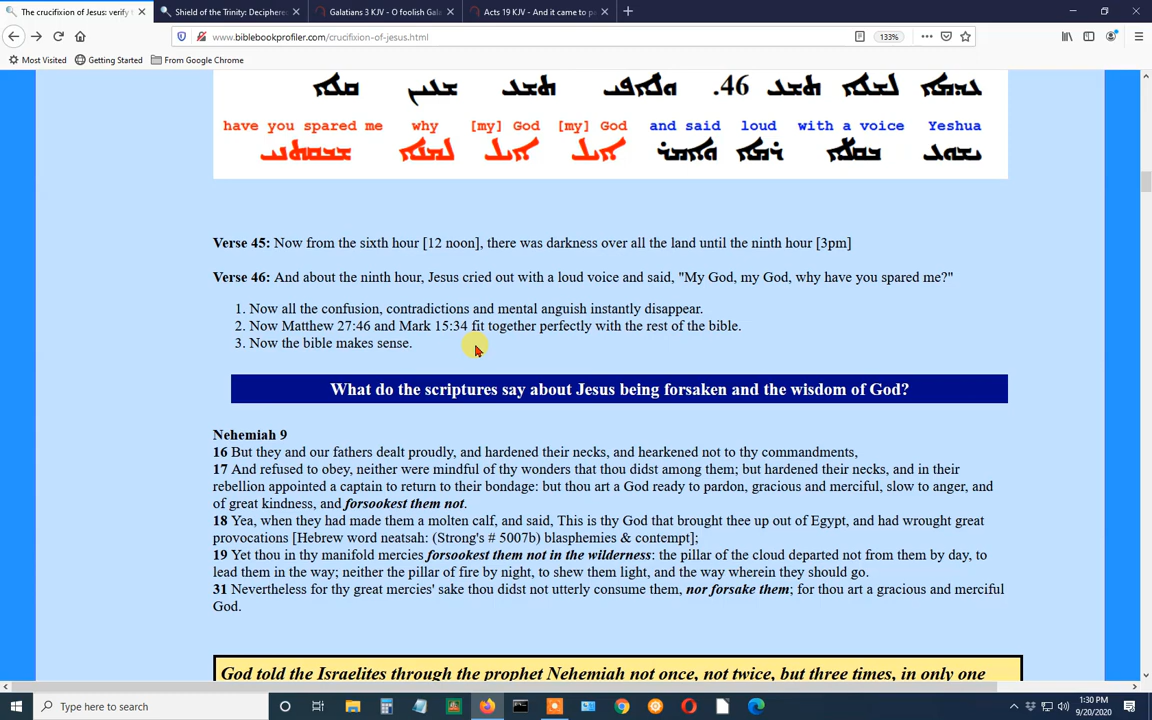 The crucifixion of Jesus: verify t
Shield of the Trinity: Deciphere
Galatians 3 KJV - O foolish Gala
Acts 19 KJV - And it came to p
www.biblebookprofiler.com/crucifixion-of-jesus.html
133%
Most Visited
Getting Started
From Google Chrome
46.
have you spared me why [my] God [my] God and said loud with a voice Yeshua
Verse 45: Now from the sixth hour [12 noon], there was darkness over all the land until the ninth hour [3pm]
Verse 46: And about the ninth hour, Jesus cried out with a loud voice and said, "My God, my God, why have you spared me?"
1. Now all the confusion, contradictions and mental anguish instantly disappear.
2. Now Matthew 27:46 and Mark 15:34 fit together perfectly with the rest of the bible.
3. Now the bible makes sense.
What do the scriptures say about Jesus being forsaken and the wisdom of God?
Nehemiah 9
16 But they and our fathers dealt proudly, and hardened their necks, and hearkened not to thy commandments,
17 And refused to obey, neither were mindful of thy wonders that thou didst among them; but hardened their necks, and in their
rebellion appointed a captain to return to their bondage: but thou art a God ready to pardon, gracious and merciful, slow to anger, and
of great kindness, and forsookest them not.
18 Yea, when they had made them a molten calf, and said, This is thy God that brought thee up out of Egypt, and had wrought great
provocations [Hebrew word neatsah: (Strong's # 5007b) blasphemies & contempt];
19 Yet thou in thy manifold mercies forsookest them not in the wilderness: the pillar of the cloud departed not from them by day, to
lead them in the way; neither the pillar of fire by night, to shew them light, and the way wherein they should go.
31 Nevertheless for thy great mercies' sake thou didst not utterly consume them, nor forsake them; for thou art a gracious and merciful
God.
God told the Israelites through the prophet Nehemiah not once, not twice, but three times, in only one
Type here to search
1:30 PM
9/20/2020